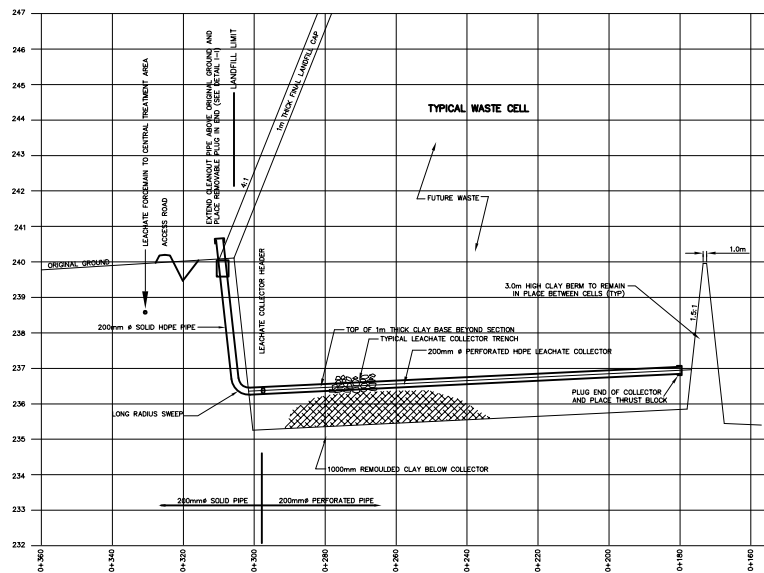 247
246
245
244
243
242
241
240
239
238
237
236
235
234
233
232
LEACHATE FORCEMAIN TO CENTRAL TREATMENT AREA
ACCESS ROAD
EXTEND CLEANOUT PIPE ABOVE ORIGINAL GROUND AND
PLACE REMOVABLE PLUG IN END (SEE DETAIL 1-1)
LANDFILL LIMIT
1m THICK FINAL LANDFILL CAP
4:1
TYPICAL WASTE CELL
FUTURE WASTE
1.0m
ORIGINAL GROUND
3.0m HIGH CLAY BERM TO REMAIN
IN PLACE BETWEEN CELLS (TYP)
1.5:1
LEACHATE COLLECTOR HEADER
200mm ø SOLID HDPE PIPE
TOP OF 1m THICK CLAY BASE BEYOND SECTION
TYPICAL LEACHATE COLLECTOR TRENCH
200mm ø PERFORATED HDPE LEACHATE COLLECTOR
LONG RADIUS SWEEP
PLUG END OF COLLECTOR
AND PLACE THRUST BLOCK
1000mm REMOULDED CLAY BELOW COLLECTOR
200mmø SOLID PIPE
200mmø PERFORATED PIPE
0+360
0+340
0+320
0+300
0+280
0+260
0+240
0+220
0+200
0+180
0+160